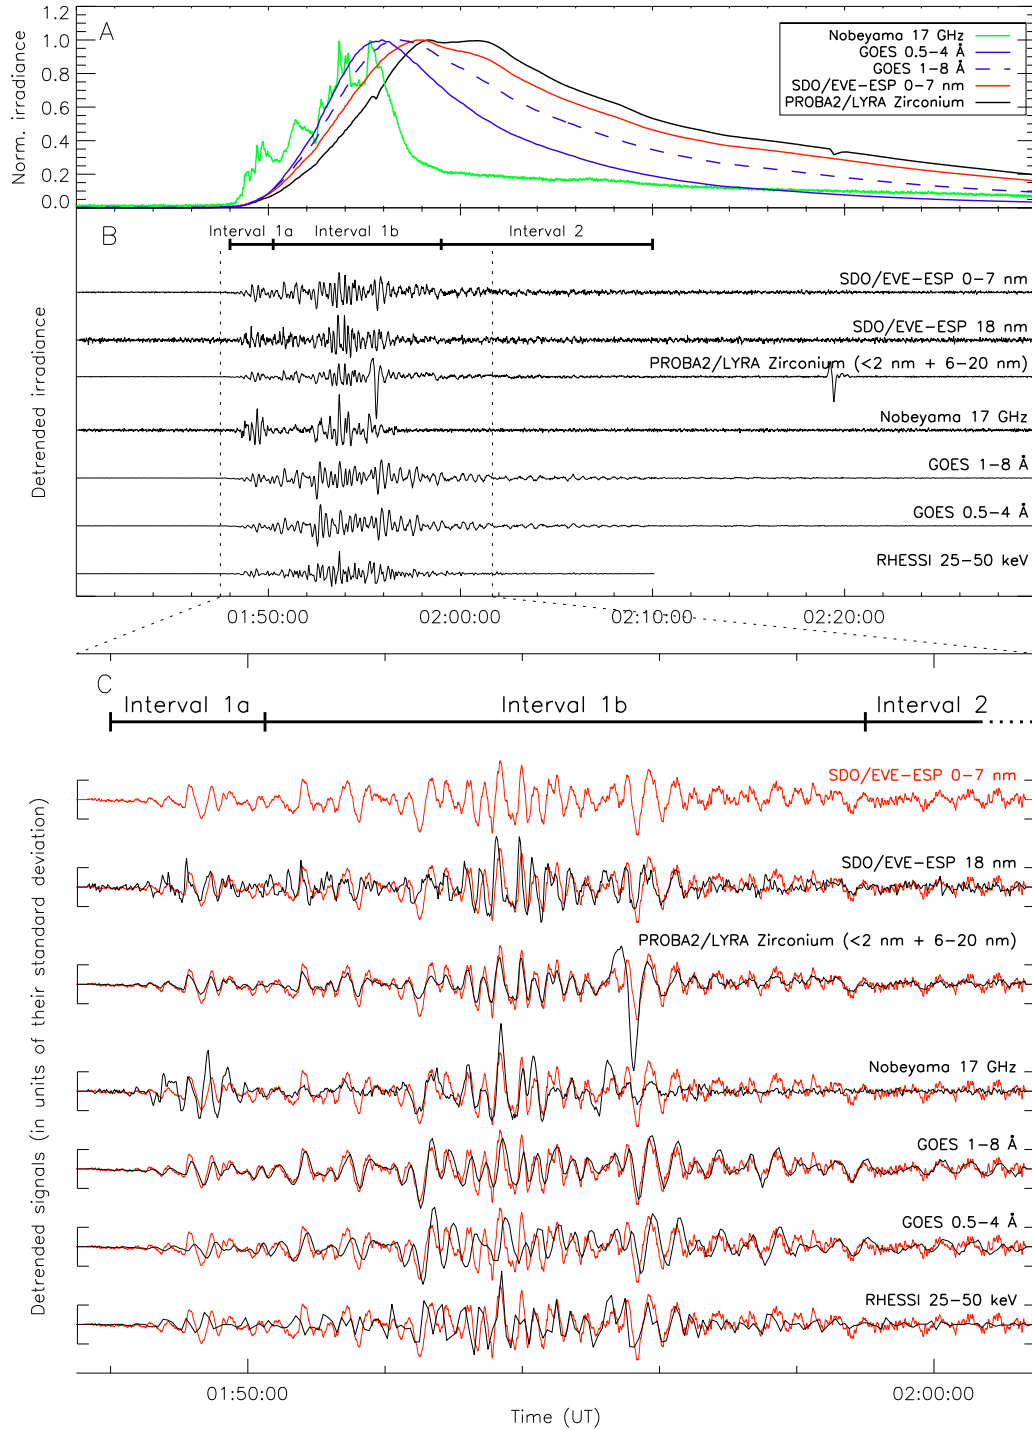 A
1.2
1.0
0.8
0.6
0.4
0.2
0.0
Norm. irradiance
Nobeyama 17 GHz
GOES 0.5−4 Å
GOES 1−8 Å
SDO/EVE−ESP 0−7 nm
PROBA2/LYRA Zirconium
B
Interval 1a
Interval 1b
Interval 2
Detrended irradiance
SDO/EVE−ESP 0−7 nm
SDO/EVE−ESP 18 nm
PROBA2/LYRA Zirconium (<2 nm + 6−20 nm)
Nobeyama 17 GHz
GOES 1−8 Å
GOES 0.5−4 Å
RHESSI 25−50 keV
01:50:00
02:00:00
02:10:00
02:20:00
C
Interval 1a
Interval 1b
Interval 2
Detrended signals (in units of their standard deviation)
SDO/EVE−ESP 0−7 nm
SDO/EVE−ESP 18 nm
PROBA2/LYRA Zirconium (<2 nm + 6−20 nm)
Nobeyama 17 GHz
GOES 1−8 Å
GOES 0.5−4 Å
RHESSI 25−50 keV
01:50:00
02:00:00
Time (UT)